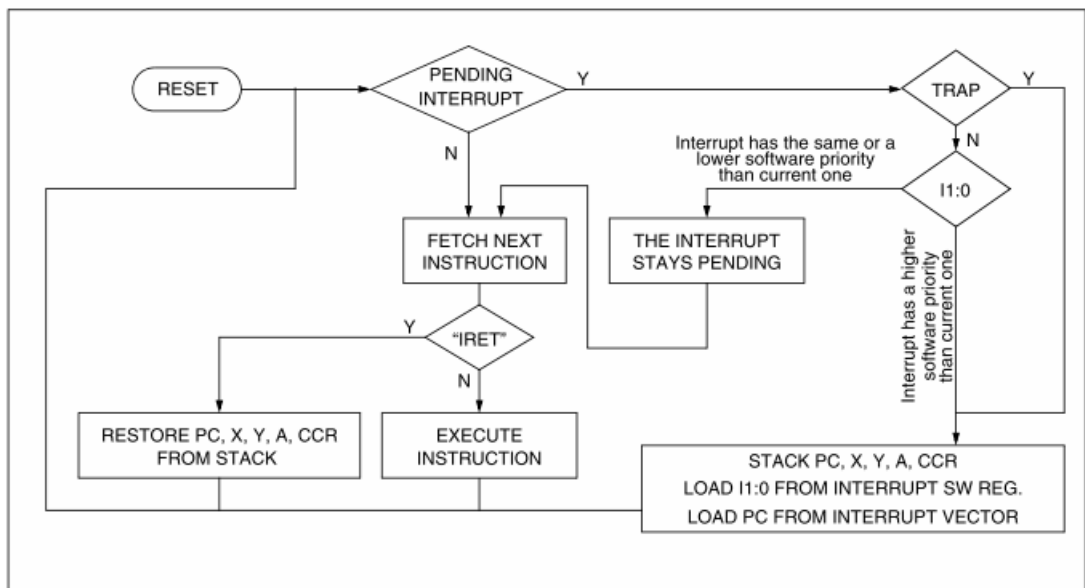 RESET
PENDING
INTERRUPT
Y
TRAP
Y
N
N
Interrupt has the same or a
lower software priority
than current one
I1:0
FETCH NEXT
INSTRUCTION
THE INTERRUPT
STAYS PENDING
Interrupt has a higher
software priority
than current one
Y
“IRET”
N
RESTORE PC, X, Y, A, CCR
FROM STACK
EXECUTE
INSTRUCTION
STACK PC, X, Y, A, CCR
LOAD I1:0 FROM INTERRUPT SW REG.
LOAD PC FROM INTERRUPT VECTOR